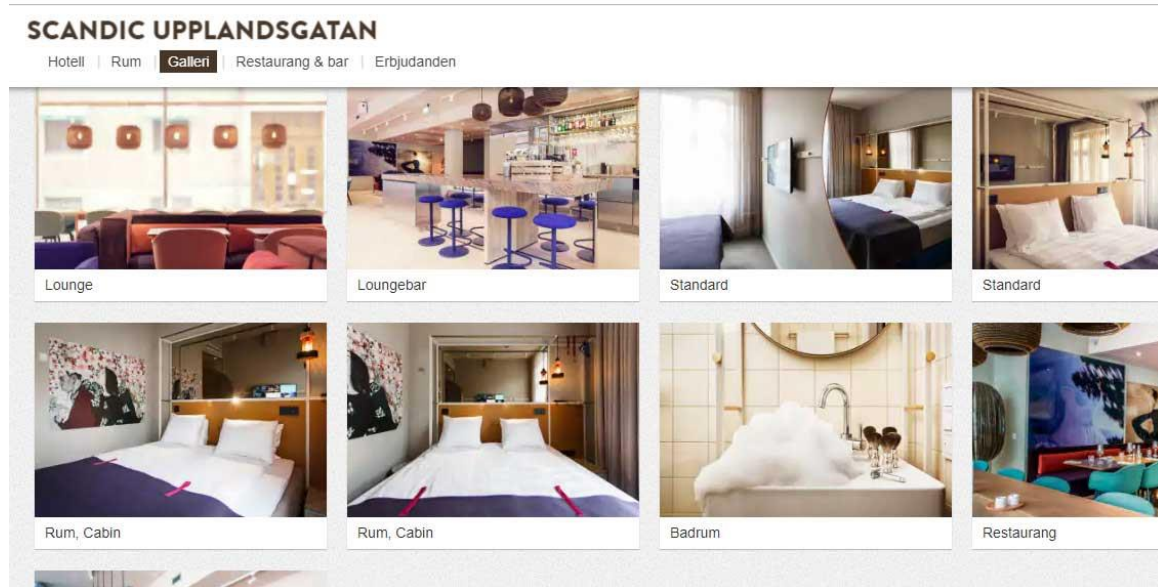 SCANDIC UPPLANDSGATAN
Hotell | Rum | Galleri | Restaurang & bar | Erbjudanden
Lounge
Loungebar
Standard
Standard
Rum, Cabin
Rum, Cabin
Badrum
Restaurang